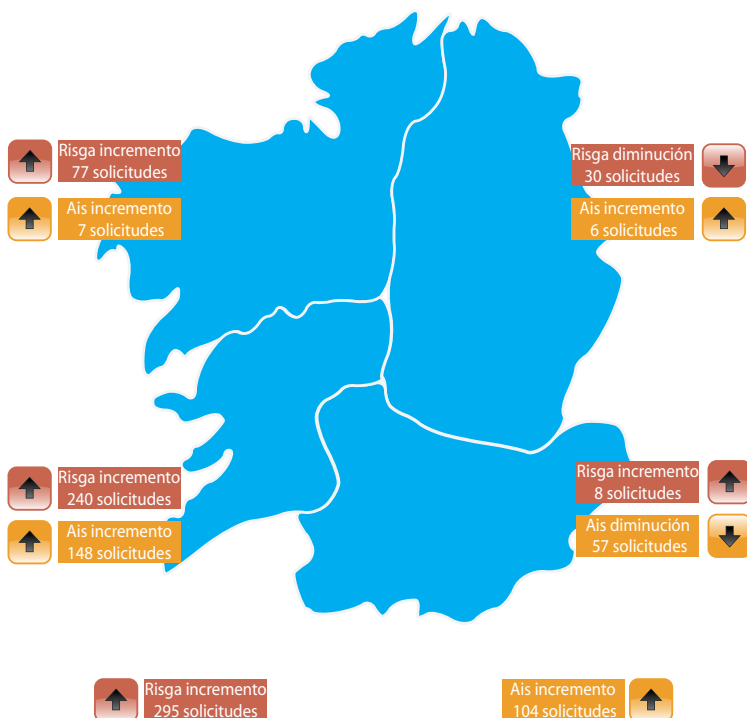 Risga incremento
77 solicitudes
Ais incremento
7 solicitudes
Risga diminución
30 solicitudes
Ais incremento
6 solicitudes
Risga incremento
240 solicitudes
Ais incremento
148 solicitudes
Risga incremento
8 solicitudes
Ais diminución
57 solicitudes
Risga incremento
295 solicitudes
Ais incremento
104 solicitudes